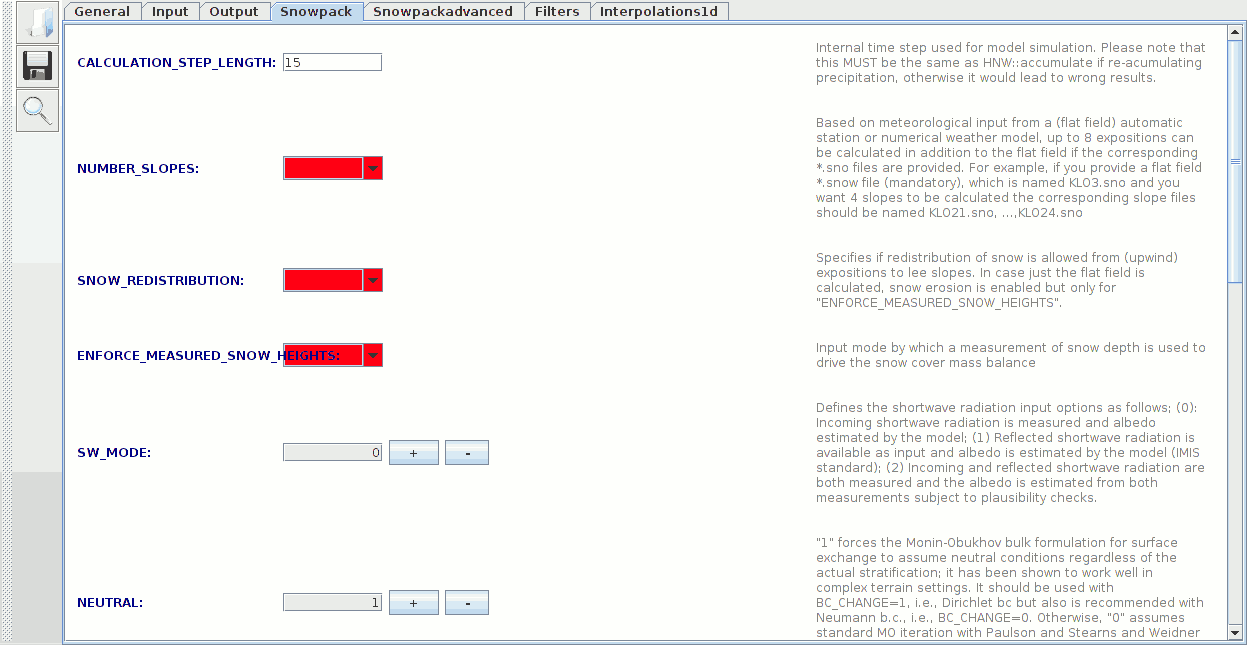 General Input Output Snowpack Snowpackadvanced Filters Interpolations1d
CALCULATION_STEP_LENGTH: 15
Internal time step used for model simulation. Please note that
this MUST be the same as HNW::accumulate if re-acumulating
precipitation, otherwise it would lead to wrong results.
NUMBER_SLOPES:
Based on meteorological input from a (flat field) automatic
station or numerical weather model, up to 8 expositions can
be calculated in addition to the flat field if the corresponding
*.sno files are provided. For example, if you provide a flat field
*.snow file (mandatory), which is named KLO3.sno and you
want 4 slopes to be calculated the corresponding slope files
should be named KLO21.sno, ...,KLO24.sno
SNOW_REDISTRIBUTION:
Specifies if redistribution of snow is allowed from (upwind)
expositions to lee slopes. In case just the flat field is
calculated, snow erosion is enabled but only for
"ENFORCE_MEASURED_SNOW_HEIGHTS".
ENFORCE_MEASURED_SNOW_HEIGHTS:
Input mode by which a measurement of snow depth is used to
drive the snow cover mass balance
SW_MODE: 0 + -
Defines the shortwave radiation input options as follows; (0):
Incoming shortwave radiation is measured and albedo
estimated by the model; (1) Reflected shortwave radiation is
available as input and albedo is estimated by the model (IMIS
standard); (2) Incoming and reflected shortwave radiation are
both measured and the albedo is estimated from both
measurements subject to plausibility checks.
NEUTRAL: 1 + -
"1" forces the Monin-Obukhov bulk formulation for surface
exchange to assume neutral conditions regardless of the
actual stratification; it has been shown to work well in
complex terrain settings. It should be used with
BC_CHANGE=1, i.e., Dirichlet bc but also is recommended with
Neumann b.c., i.e., BC_CHANGE=0. Otherwise, "0" assumes
standard MO iteration with Paulson and Stearns and Weidner